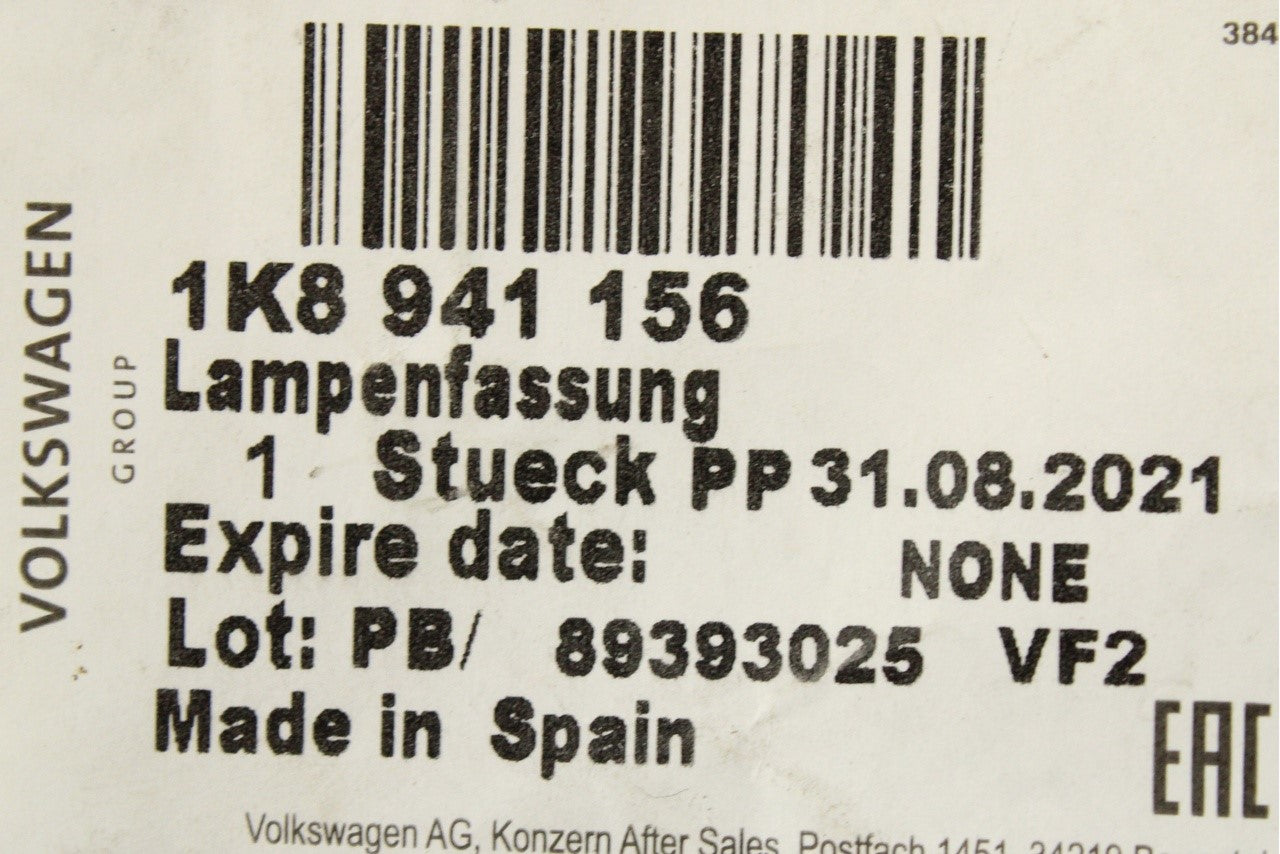 384
VOLKSWAGEN
GROUP
1K8 941 156
Lampenfassung
1 Stueck PP 31.08.2021
Expire date: NONE
Lot: PB/ 89393025 VF2
Made in Spain
EAC
Volkswagen AG, Konzern After Sales, Postfach 1451, 34219